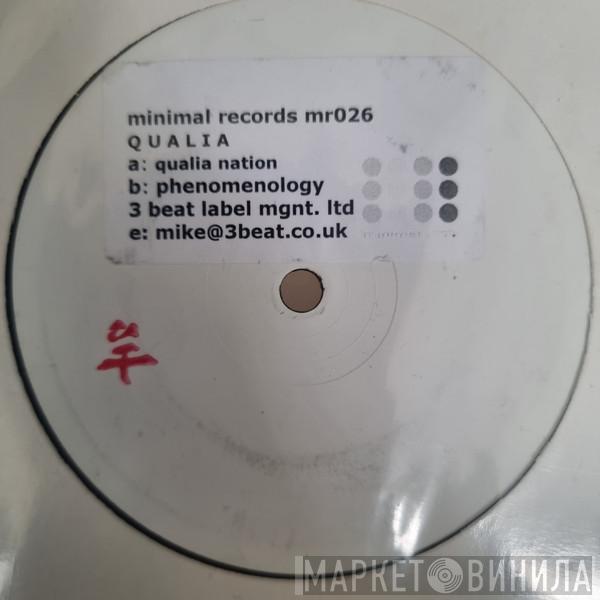 minimal records mr026
QUALIA
a: qualia nation
b: phenomenology
3 beat label mgnt. ltd
e: mike@3beat.co.uk
МАРКЕТ ВИНИЛА